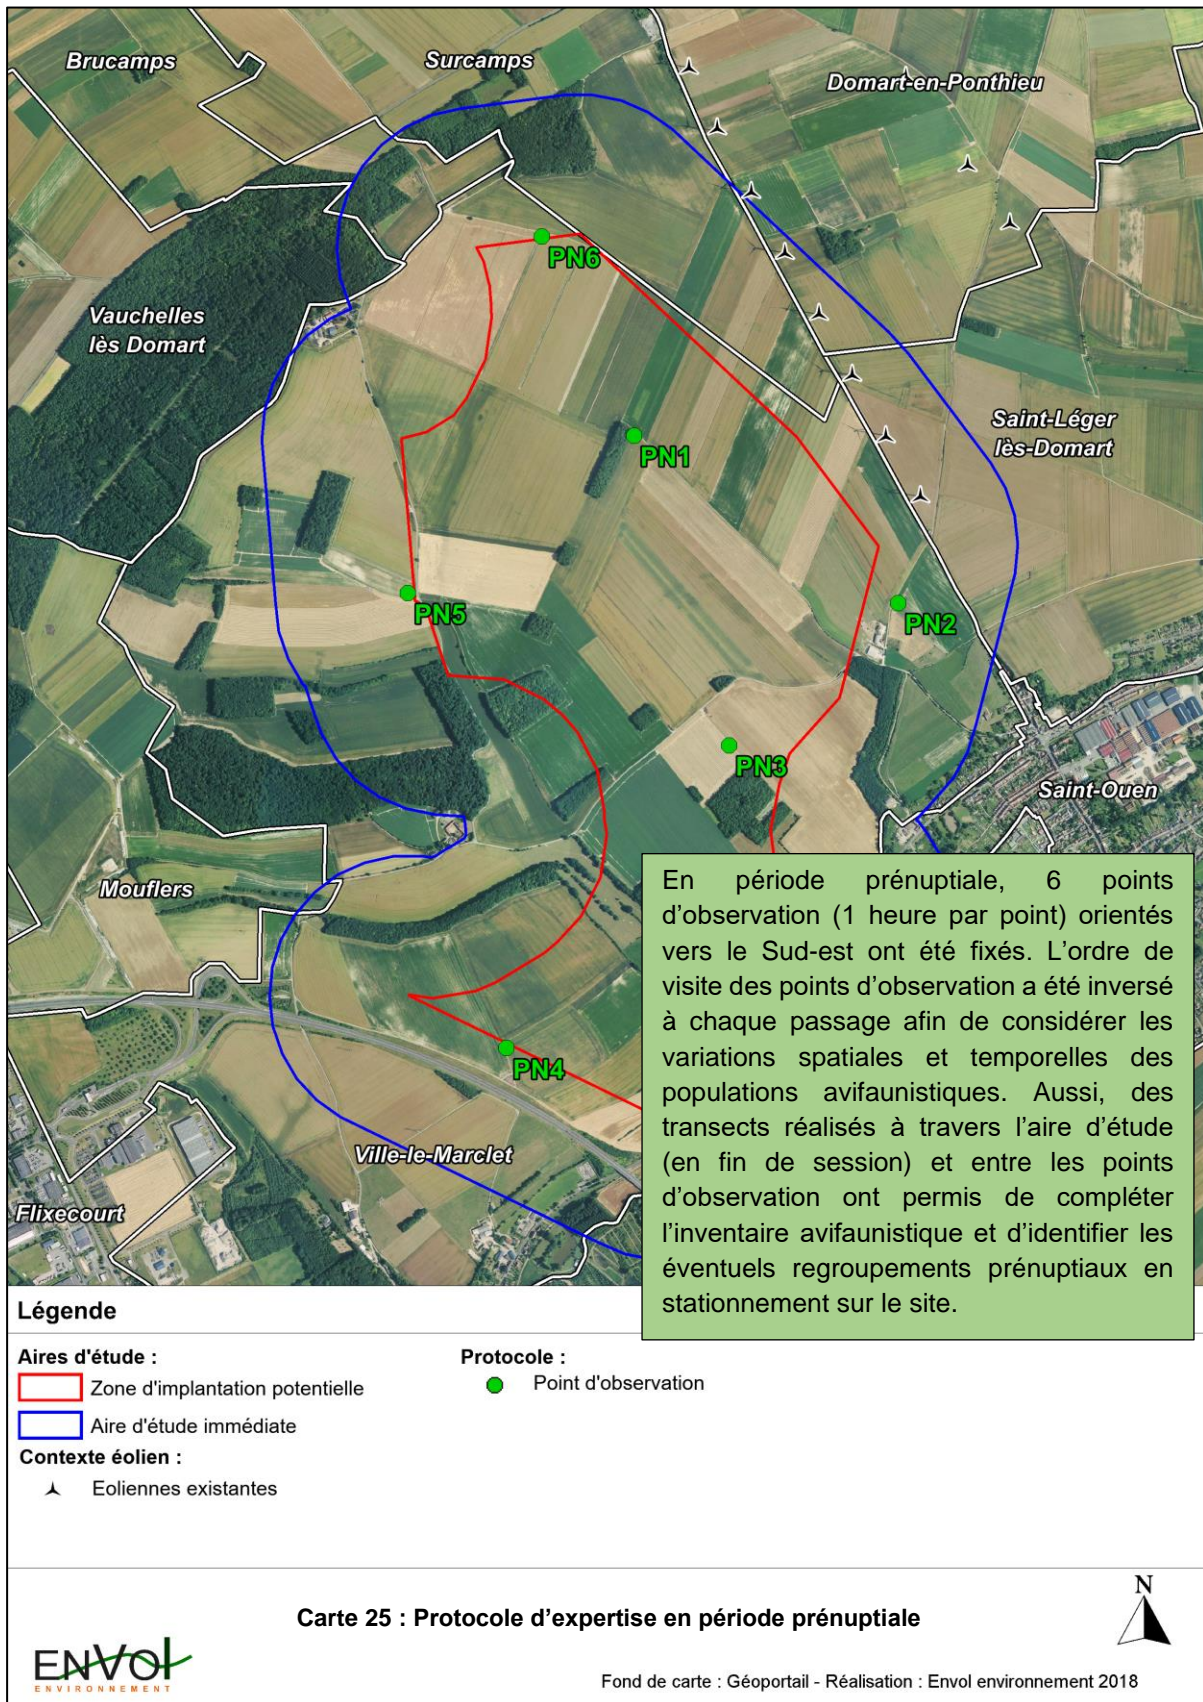 Brucamps
Surcamps
Domart-en-Ponthieu
PN6
Vauchelles
lès Domart
Saint-Léger
lès-Domart
PN1
PN5
PN2
PN3
Saint-Ouen
Mouflers
PN4
Ville-le-Marclet
Flixecourt
En période prénuptiale, 6 points
d’observation (1 heure par point) orientés
vers le Sud-est ont été fixés. L’ordre de
visite des points d’observation a été inversé
à chaque passage afin de considérer les
variations spatiales et temporelles des
populations avifaunistiques. Aussi, des
transects réalisés à travers l’aire d’étude
(en fin de session) et entre les points
d’observation ont permis de compléter
l’inventaire avifaunistique et d’identifier les
éventuels regroupements prénuptiaux en
stationnement sur le site.
Légende
Aires d'étude :
Zone d'implantation potentielle
Aire d'étude immédiate
Contexte éolien :
Eoliennes existantes
Protocole :
Point d'observation
N
Carte 25 : Protocole d’expertise en période prénuptiale
ENVOl
ENVIRONNEMENT
Fond de carte : Géoportail - Réalisation : Envol environnement 2018